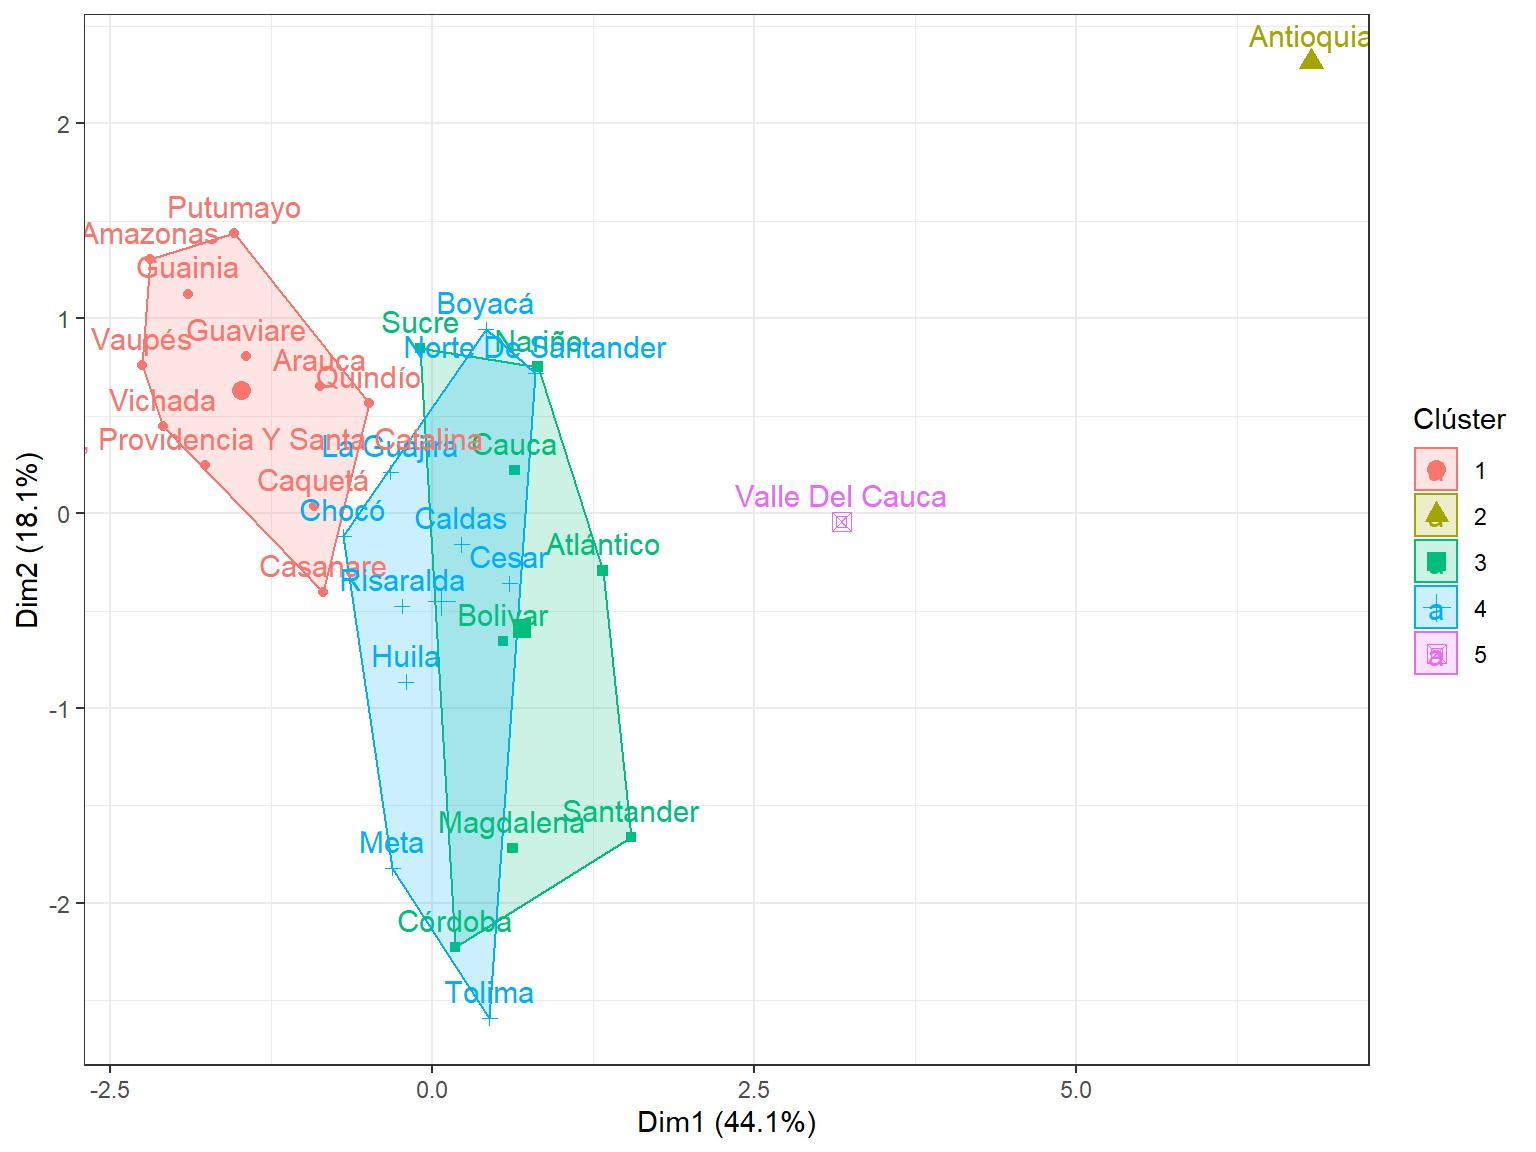 Antioquia
2
Putumayo
Amazonas
Guainia
1
Boyacá
Sucre
Guaviare
Vaupés
Nariño
Norte De Santander
Arauca
Quindío
Vichada
, Providencia Y Santa Catalina
La Guajira
Cauca
Caquetá
Valle Del Cauca
Chocó
0
Caldas
Atlántico
Cesar
Casanare
Risaralda
Bolivar
Huila
-1
Santander
Magdalena
Meta
-2
Córdoba
Tolima
-2.5
0.0
2.5
5.0
Dim1 (44.1%)
Dim2 (18.1%)
Clúster
a 1
a 2
a 3
a 4
a 5